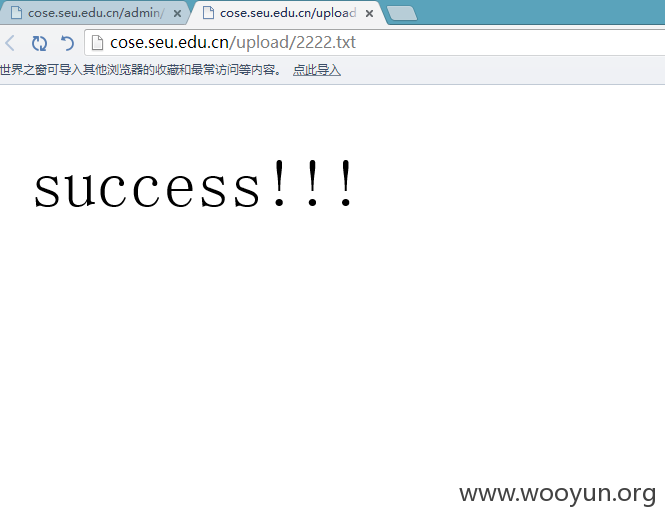 cose.seu.edu.cn/admin/
cose.seu.edu.cn/upload
cose.seu.edu.cn/upload/2222.txt
世界之窗可导入其他浏览器的收藏和最常访问等内容。 点此导入
success!!!
www.wooyun.org